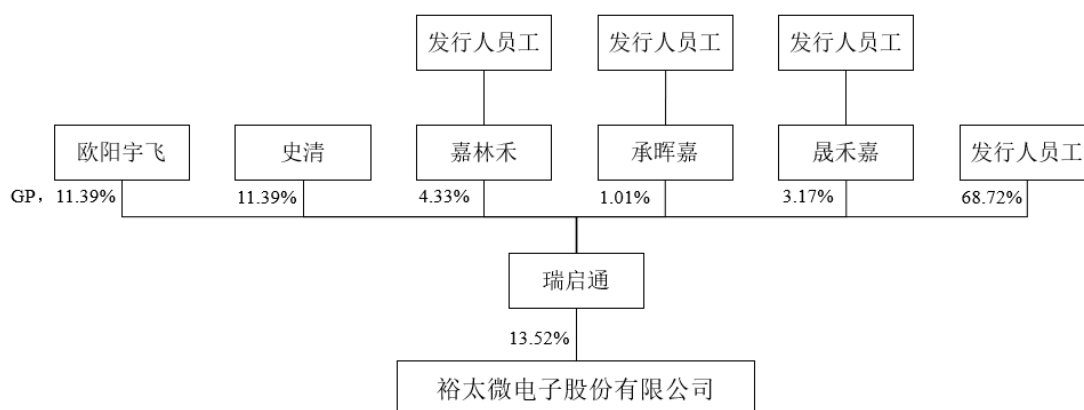 发行人员工
发行人员工
发行人员工
欧阳宇飞
史清
嘉林禾
承晖嘉
晟禾嘉
发行人员工
GP，11.39%
11.39%
4.33%
1.01%
3.17%
68.72%
瑞启通
13.52%
裕太微电子股份有限公司